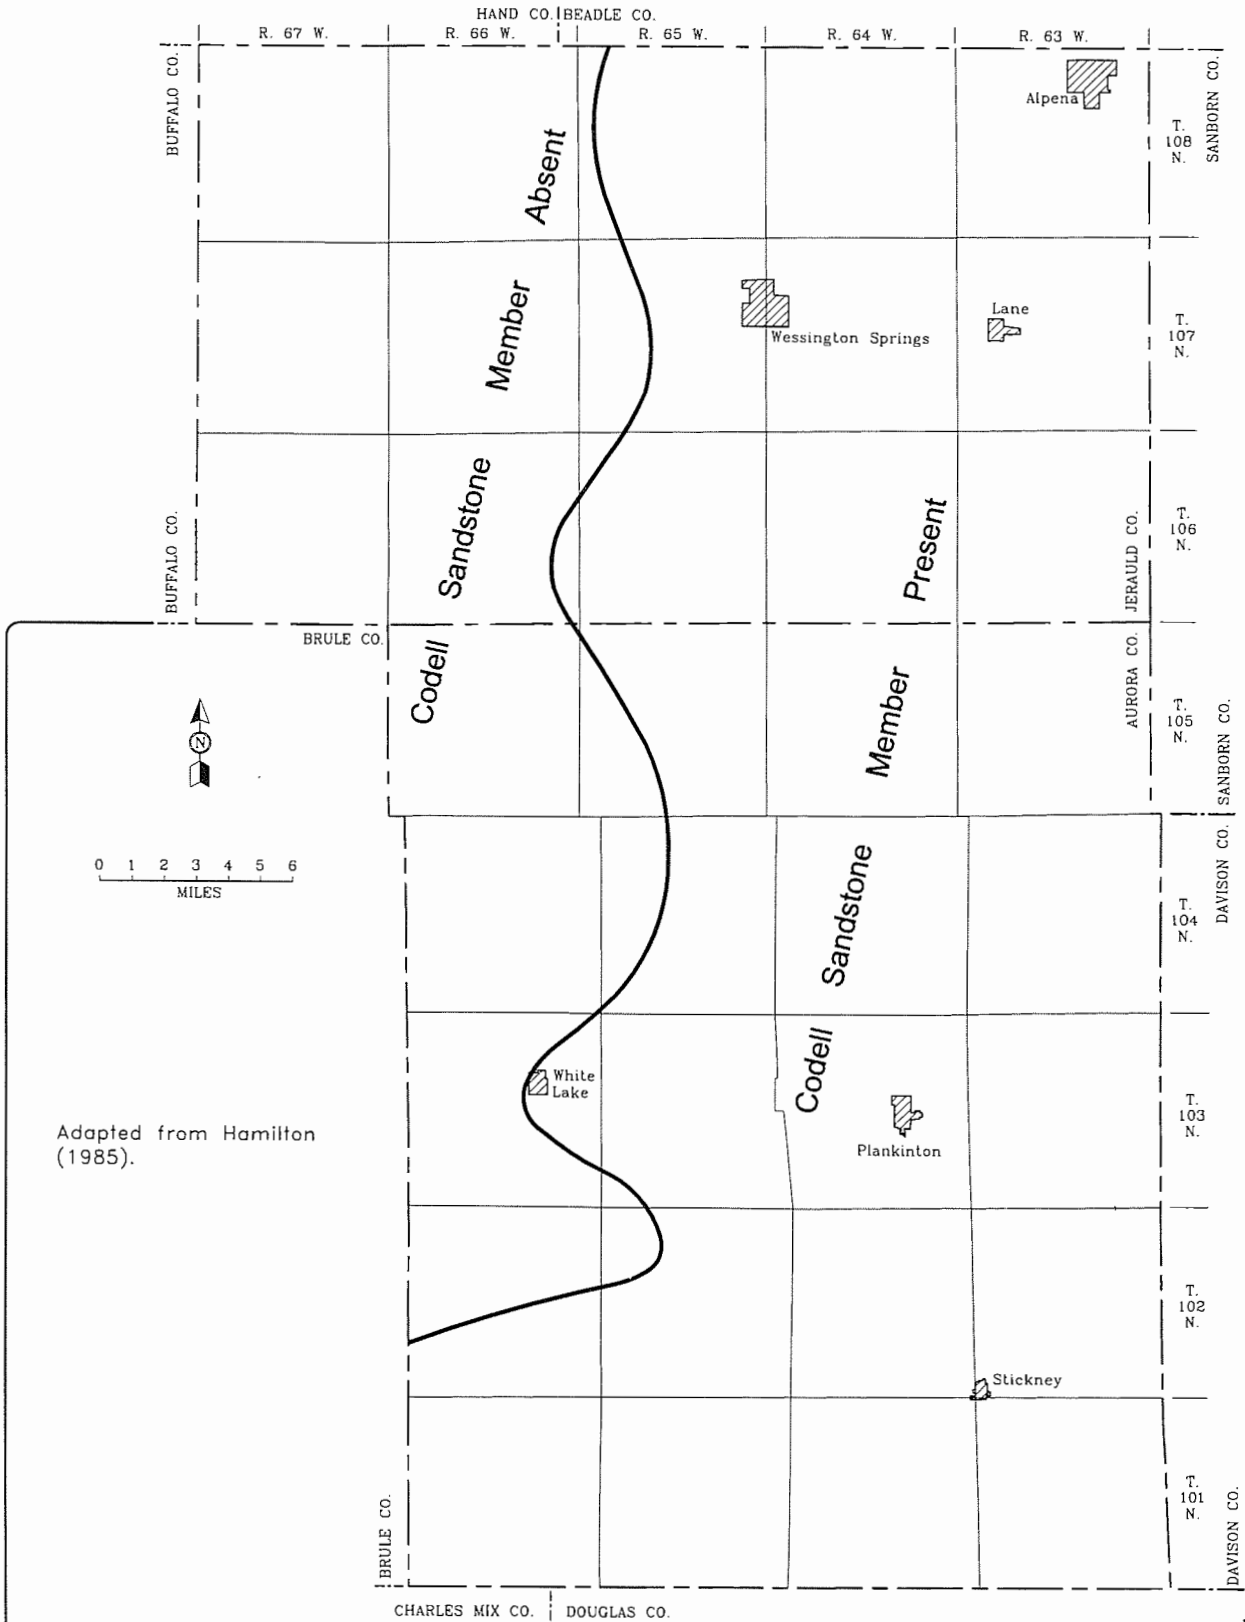 HAND CO. BEADLE CO.
R. 67 W. R. 66 W. R. 65 W. R. 64 W. R. 63 W.
BUFFALO CO.
SANBORN CO.
Alpena
T.
108
N.
Codell Sandstone Member Absent
Wessington Springs
Lane
T.
107
N.
BUFFALO CO.
JERAULD CO.
T.
106
N.
BRULE CO.
AURORA CO.
T.
105
N.
SANBORN CO.
Codell Sandstone Member Present
N
0 1 2 3 4 5 6
MILES
DAVISON CO.
T.
104
N.
White
Lake
Plankinton
T.
103
N.
Adapted from Hamilton
(1985).
T.
102
N.
Stickney
T.
101
N.
BRULE CO.
DAVISON CO.
CHARLES MIX CO. DOUGLAS CO.